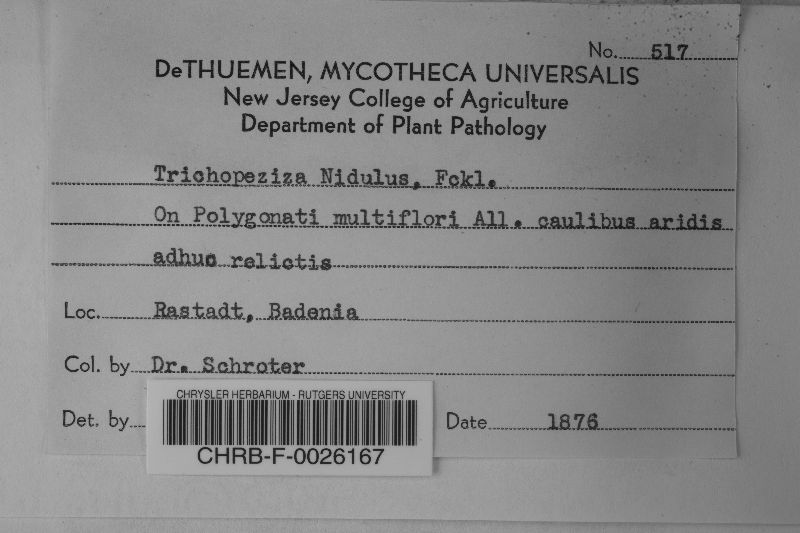 No. 517
DeTHUEMEN, MYCOTHECA UNIVERSALIS
New Jersey College of Agriculture
Department of Plant Pathology
Trichopeziza Nidulus, Fckl.
On Polygonati multiflori All. caulibus aridis
adhuc relictis
Loc. Rastadt, Badenia
Col. by Dr. Schroter
Det. by
Date 1876
CHRYSLER HERBARIUM - RUTGERS UNIVERSITY
CHRB-F-0026167